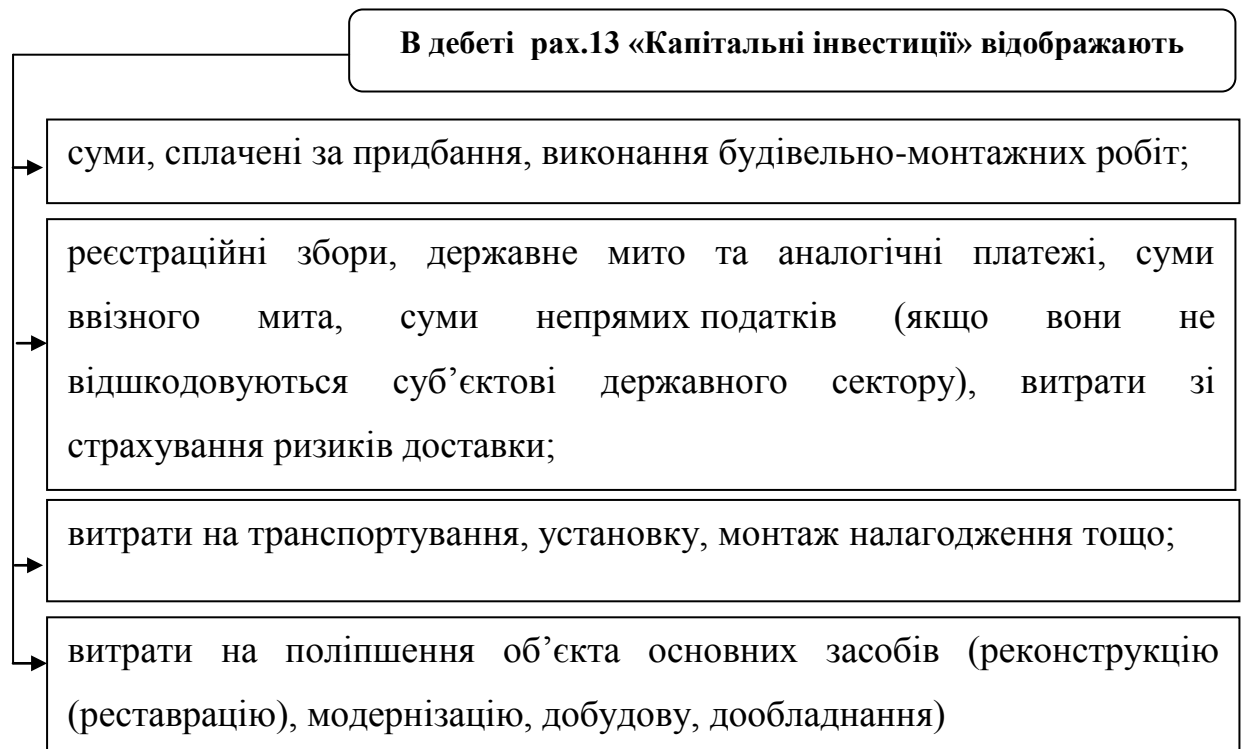 В дебеті рах.13 «Капітальні інвестиції» відображають
суми, сплачені за придбання, виконання будівельно-монтажних робіт;
реєстраційні збори, державне мито та аналогічні платежі, суми
ввізного мита, суми непрямих податків (якщо вони не
відшкодовуються суб’єктові державного сектору), витрати зі
страхування ризиків доставки;
витрати на транспортування, установку, монтаж налагодження тощо;
витрати на поліпшення об’єкта основних засобів (реконструкцію
(реставрацію), модернізацію, добудову, дообладнання)